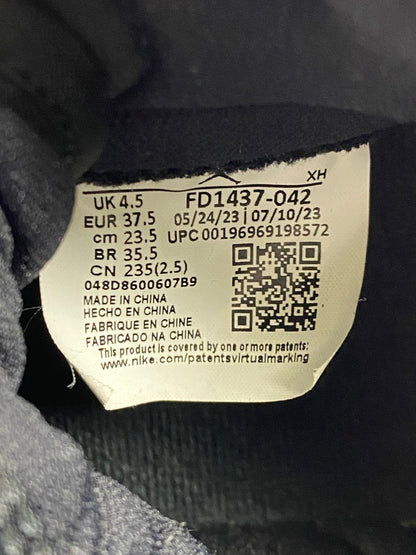 XH
UK 4.5 FD1437-042
EUR 37.5 05/24/23 | 07/10/23
cm 23.5 UPC 00196969198572
BR 35.5
CN 235(2.5)
048D8600607B9
MADE IN CHINA
HECHO EN CHINA
FABRIQUE EN CHINE
FABRICADO NA CHINA
This product is covered by one or more patents:
www.nike.com/patentsvirtualmarking